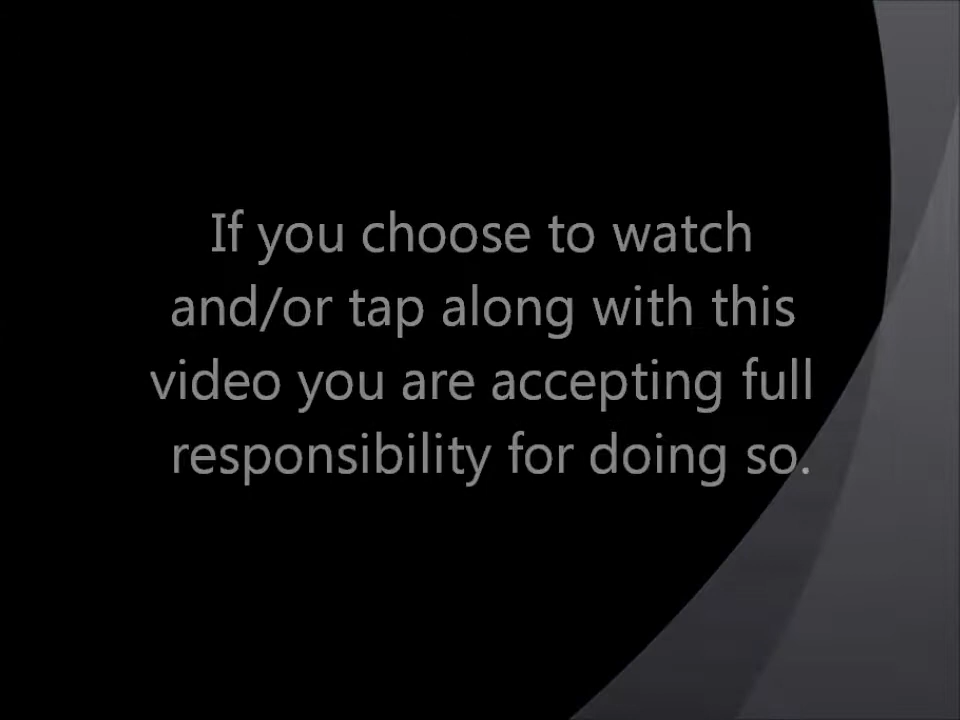 If you choose to watch
and/or tap along with this
video you are accepting full
responsibility for doing so.